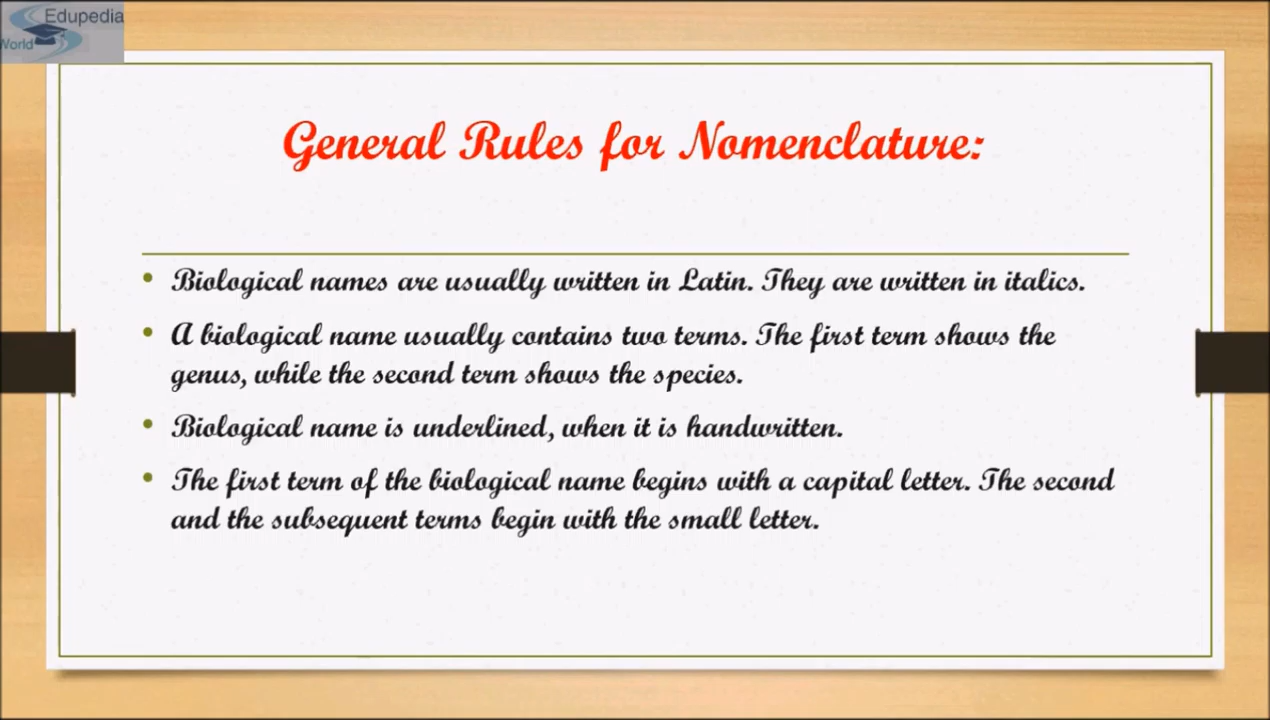 Edupedia
World
General Rules for Nomenclature:
• Biological names are usually written in Latin. They are written in italics.
• A biological name usually contains two terms. The first term shows the
genus, while the second term shows the species.
• Biological name is underlined, when it is handwritten.
• The first term of the biological name begins with a capital letter. The second
and the subsequent terms begin with the small letter.